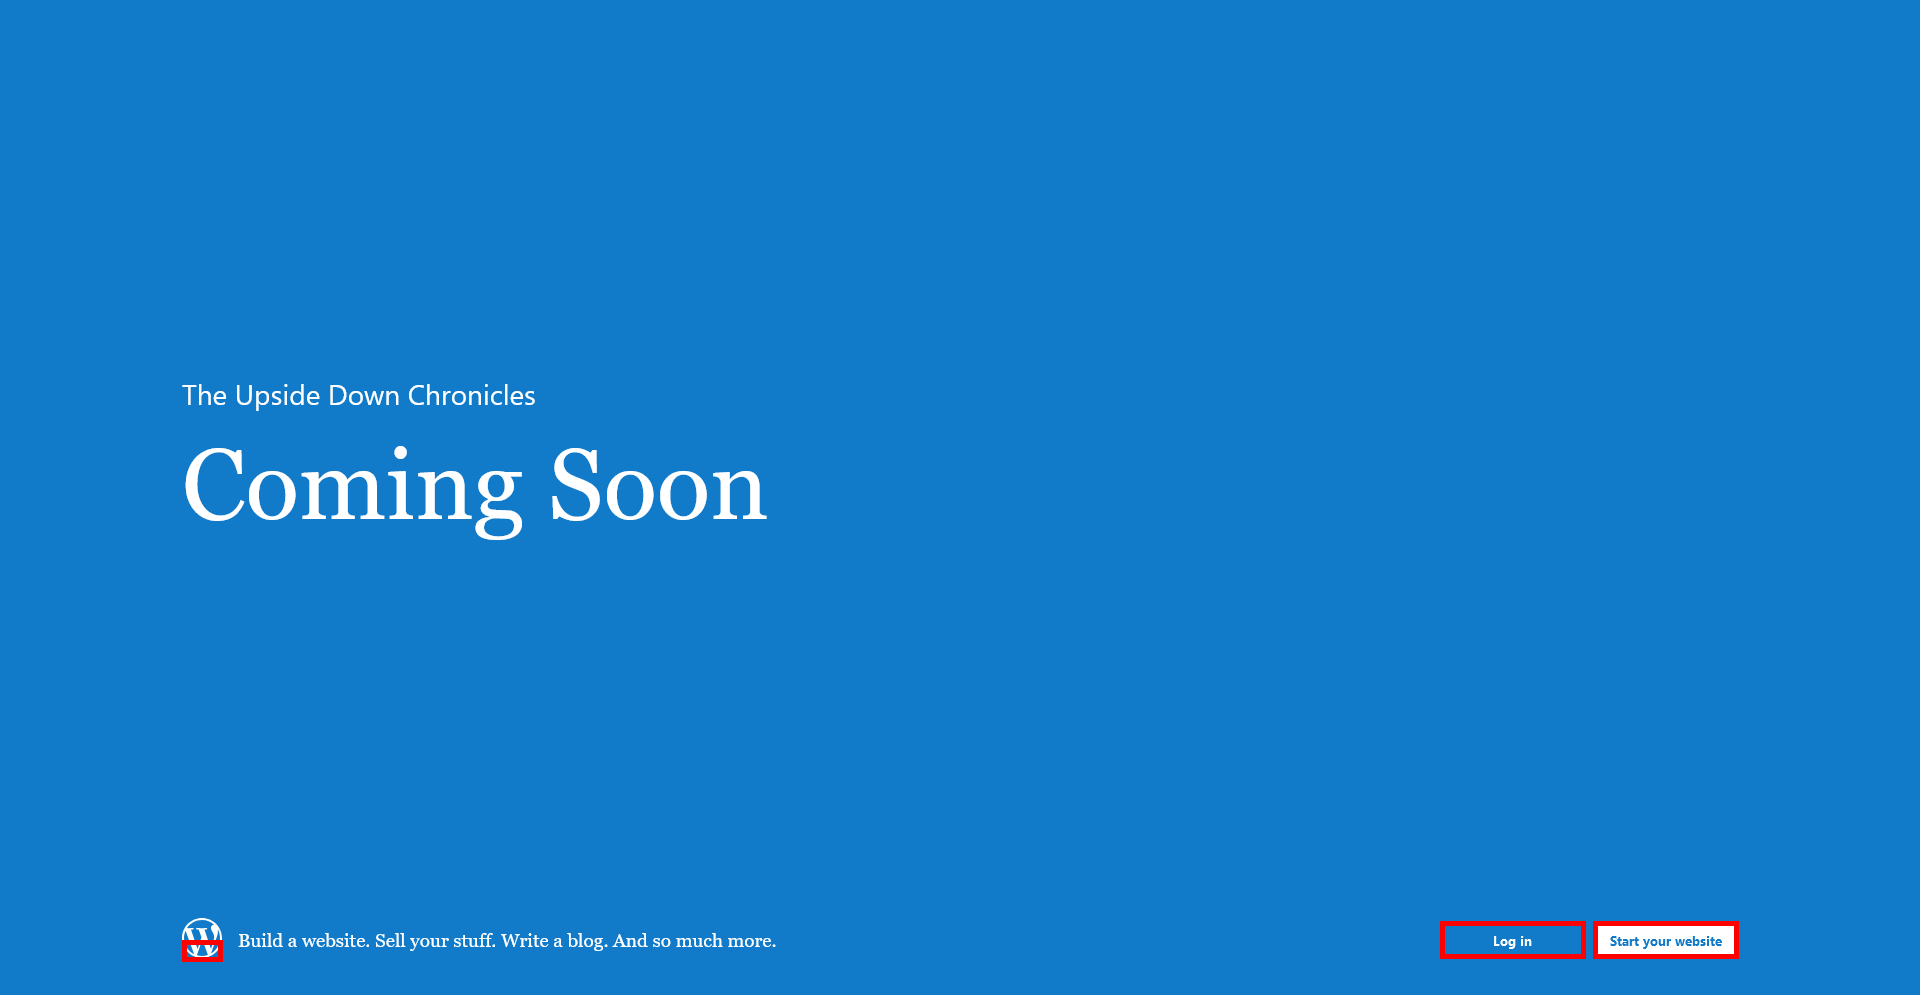 The Upside Down Chronicles
Coming Soon
Build a website. Sell your stuff. Write a blog. And so much more.
Log in
Start your website